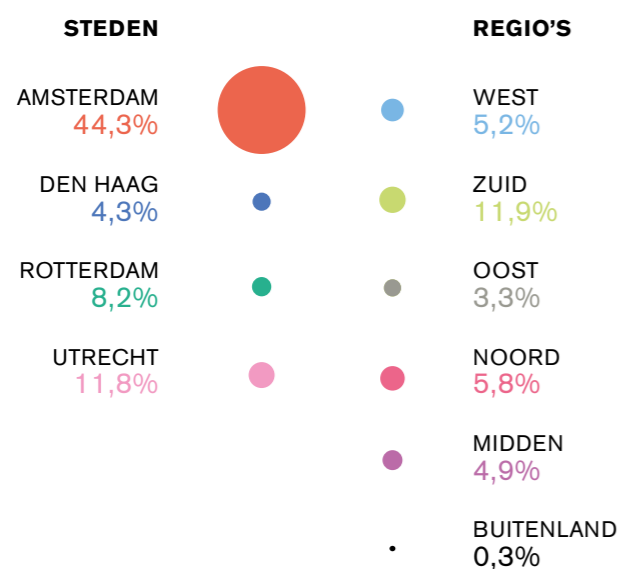 STEDEN
AMSTERDAM
44,3%
DEN HAAG
4,3%
ROTTERDAM
8,2%
UTRECHT
11,8%
REGIO’S
WEST
5,2%
ZUID
11,9%
OOST
3,3%
NOORD
5,8%
MIDDEN
4,9%
BUITENLAND
0,3%